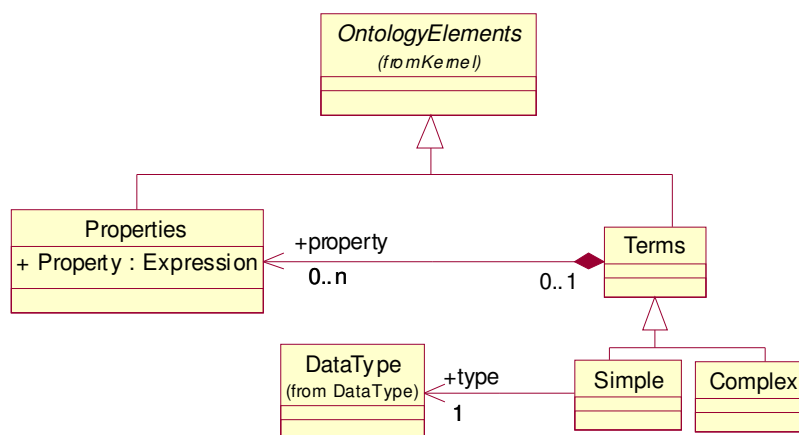 OntologyElements
(fromKernel)
Properties
+ Property : Expression
+property
0..n
0..1
Terms
DataType
(from DataType)
+type
1
Simple
Complex